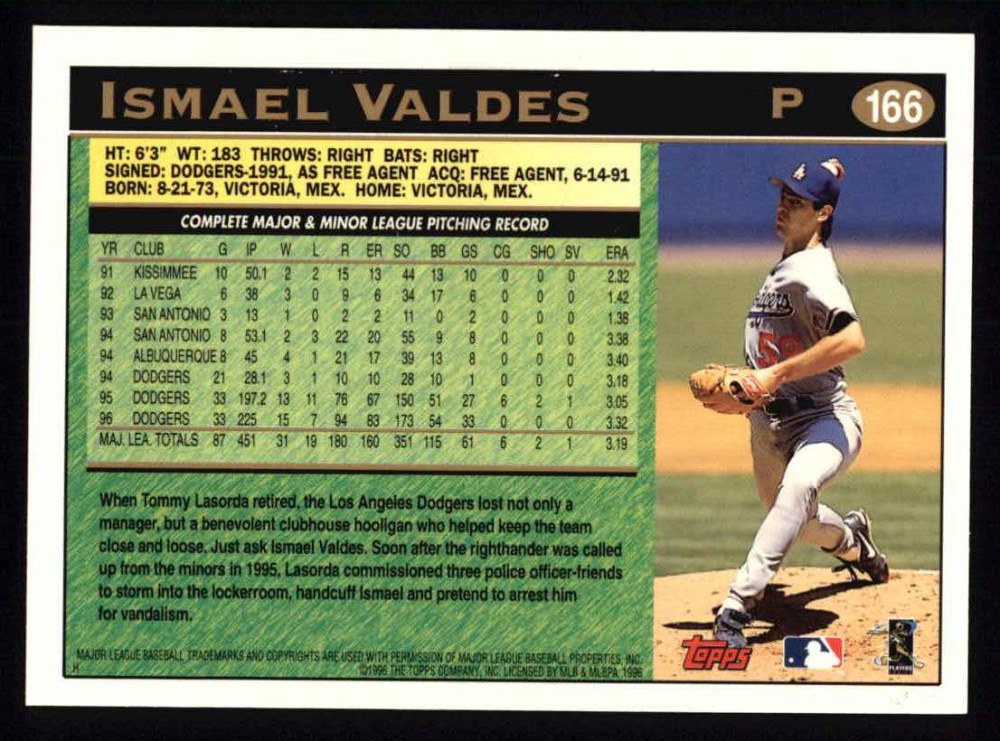 ISMAEL VALDES P 166
HT: 6'3" WT: 183 THROWS: RIGHT BATS: RIGHT
SIGNED: DODGERS-1991, AS FREE AGENT ACQ: FREE AGENT, 6-14-91
BORN: 8-21-73, VICTORIA, MEX. HOME: VICTORIA, MEX.
COMPLETE MAJOR & MINOR LEAGUE PITCHING RECORD
YR CLUB G IP W L R ER SO BB GS CG SHO SV ERA
91 KISSIMMEE 10 50.1 2 2 15 13 44 13 10 0 0 0 2.32
92 LA VEGA 6 38 3 0 9 6 34 17 6 0 0 0 1.42
93 SAN ANTONIO 3 13 1 0 2 2 11 0 2 0 0 0 1.38
94 SAN ANTONIO 8 53.1 2 3 22 20 55 9 8 0 0 0 3.38
94 ALBUQUERQUE 8 45 4 1 21 17 39 13 8 0 0 0 3.40
94 DODGERS 21 28.1 3 1 10 10 28 10 1 0 0 0 3.18
95 DODGERS 33 197.2 13 11 76 67 150 51 27 6 2 1 3.05
96 DODGERS 33 225 15 7 94 83 173 54 33 0 0 0 3.32
MAJ. LEA. TOTALS 87 451 31 19 180 160 351 115 61 6 2 1 3.19
When Tommy Lasorda retired, the Los Angeles Dodgers lost not only a
manager, but a benevolent clubhouse hooligan who helped keep the team
close and loose. Just ask Ismael Valdes. Soon after the righthander was called
up from the minors in 1995, Lasorda commissioned three police officer-friends
to storm into the lockerroom, handcuff Ismael and pretend to arrest him
for vandalism.
MAJOR LEAGUE BASEBALL TRADEMARKS AND COPYRIGHTS ARE USED WITH PERMISSION OF MAJOR LEAGUE BASEBALL PROPERTIES, INC.
H ©1996 THE TOPPS COMPANY, INC. LICENSED BY MLB & MLBPA 1996
59
TOPPS
PLAYERS